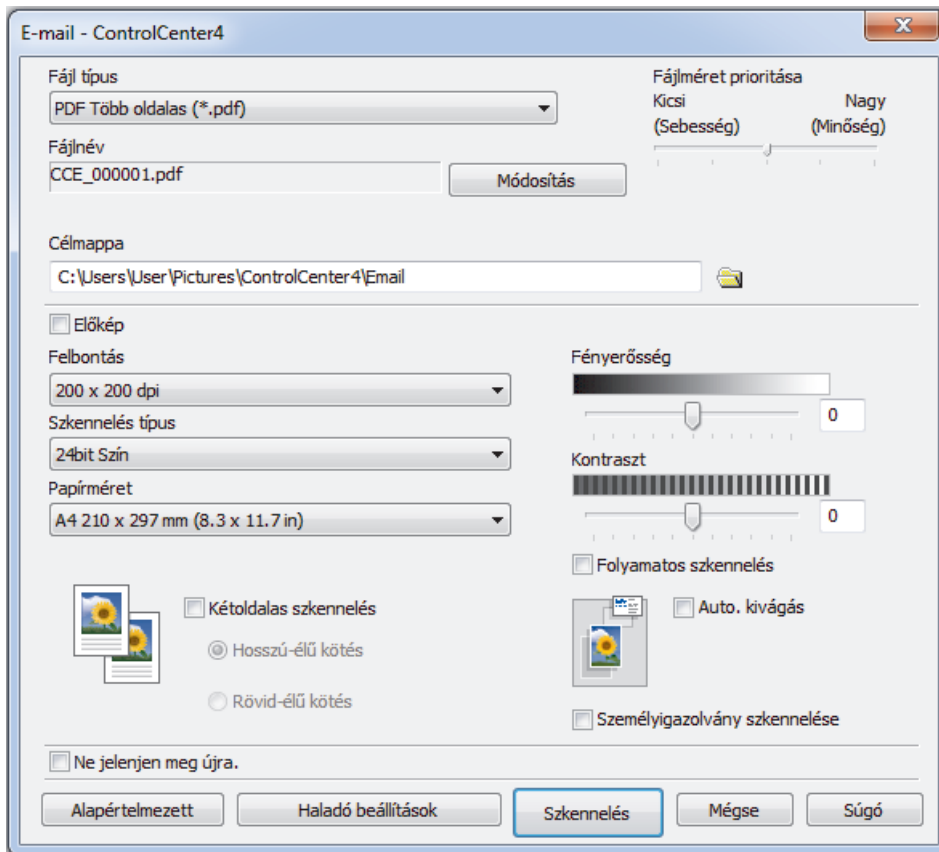 E-mail - ControlCenter4
Fájl típus
PDF Több oldalas (*.pdf)
Fájlméret prioritása
Kicsi Nagy
(Sebesség) (Minőség)
Fájlnév
CCE_000001.pdf
Módosítás
Célmappa
C:\Users\User\Pictures\ControlCenter4\Email
Előkép
Felbontás
200 x 200 dpi
Szkennelés típus
24bit Szín
Papírméret
A4 210 x 297 mm (8.3 x 11.7 in)
Fényerősség
0
Kontraszt
0
Folyamatos szkennelés
Kétoldalas szkennelés
Hosszú-élű kötés
Rövid-élű kötés
Auto. kivágás
Személyigazolvány szkennelése
Ne jelenjen meg újra.
Alapértelmezett Haladó beállítások Szkennelés Mégse Súgó